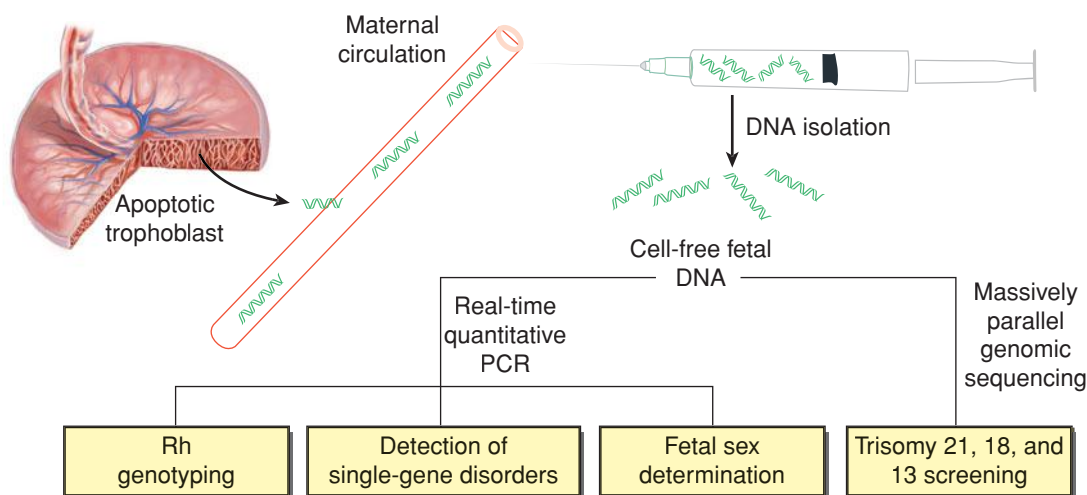 Maternal
circulation
DNA isolation
Apoptotic
trophoblast
Cell-free fetal
DNA
Real-time
quantitative
PCR
Massively
parallel
genomic
sequencing
Rh
genotyping
Detection of
single-gene disorders
Fetal sex
determination
Trisomy 21, 18, and
13 screening